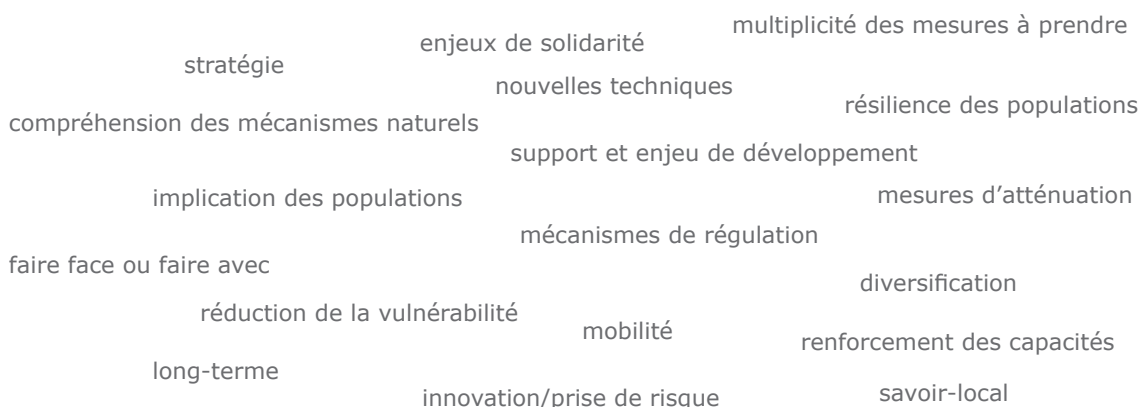 multiplicité des mesures à prendre
enjeux de solidarité
stratégie
nouvelles techniques
résilience des populations
compréhension des mécanismes naturels
support et enjeu de développement
implication des populations
mesures d’atténuation
mécanismes de régulation
faire face ou faire avec
diversification
réduction de la vulnérabilité
mobilité
renforcement des capacités
long-terme
innovation/prise de risque
savoir-local